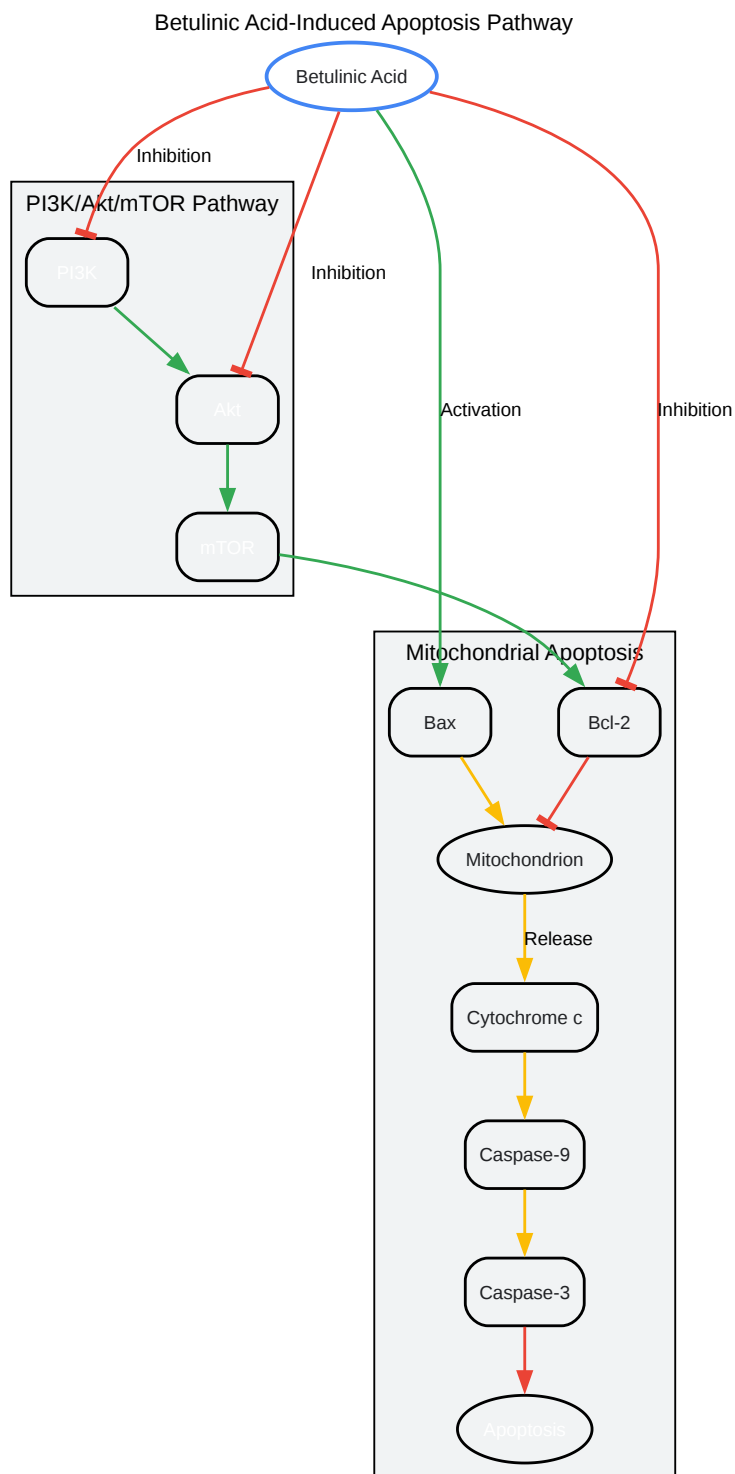 Betulinic Acid-Induced Apoptosis Pathway
Betulinic Acid
Inhibition
PI3K/Akt/mTOR Pathway
PI3K
Inhibition
Akt
Activation
Inhibition
mTOR
Mitochondrial Apoptosis
Bax
Bcl-2
Mitochondrion
Release
Cytochrome c
Caspase-9
Caspase-3
Apoptosis